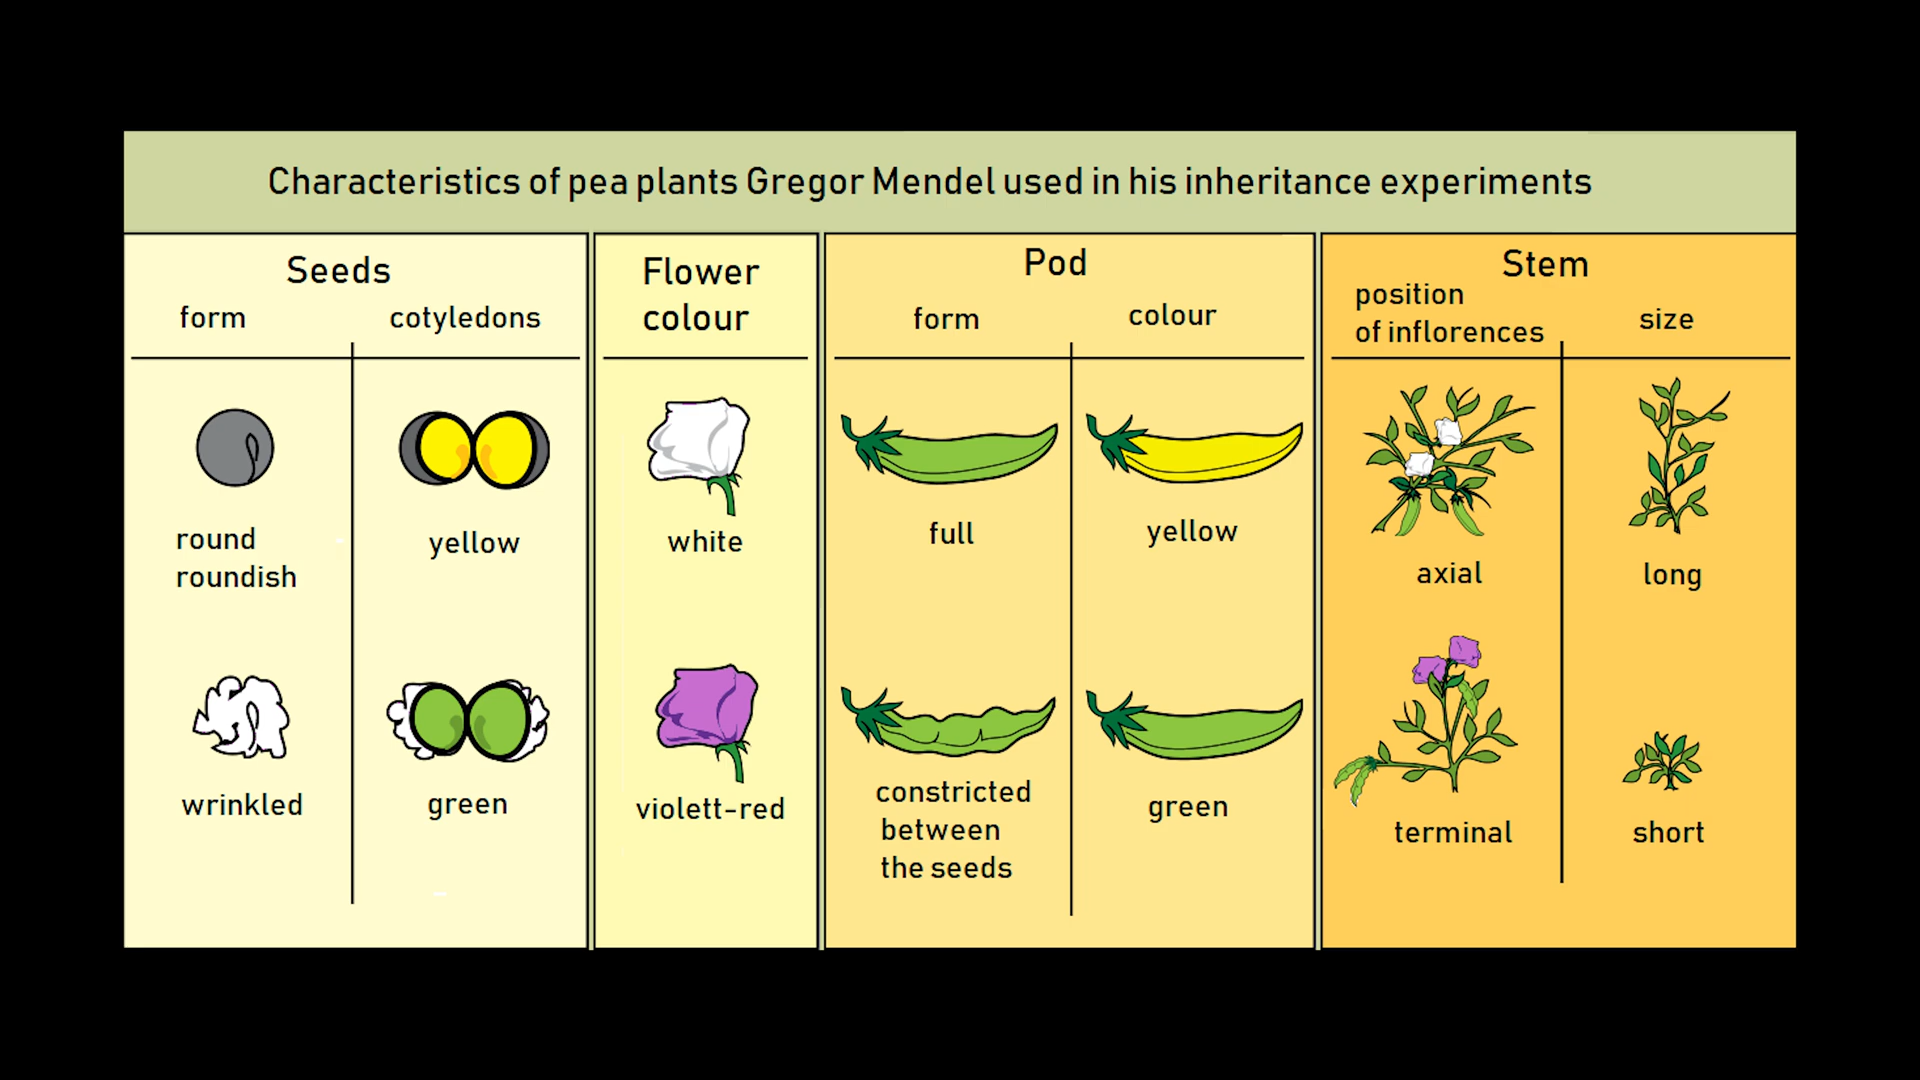 Characteristics of pea plants Gregor Mendel used in his inheritance experiments
Seeds
form
cotyledons
round
roundish
yellow
wrinkled
green
Flower
colour
white
violett-red
Pod
form
colour
full
yellow
constricted
between
the seeds
green
Stem
position
of inflorences
size
axial
long
terminal
short